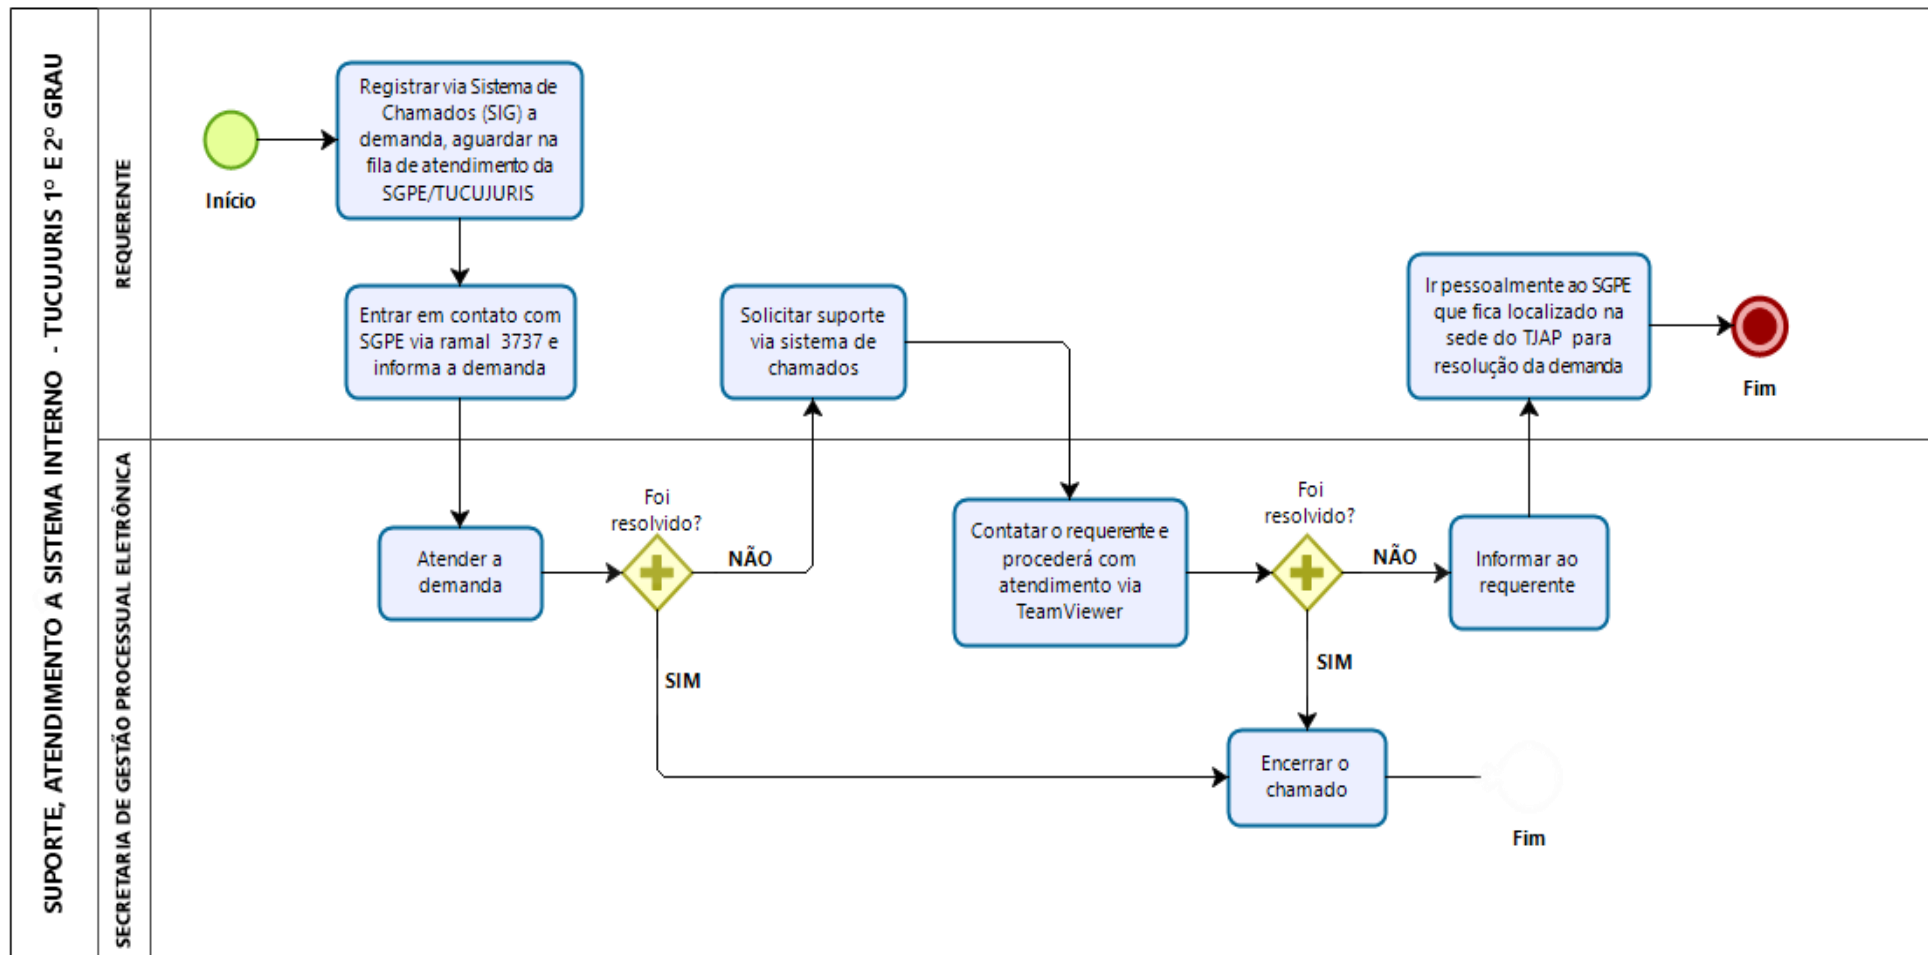 SUPORTE, ATENDIMENTO A SISTEMA INTERNO - TUCUJURIS 1º E 2º GRAU
REQUERENTE
Início
Registrar via Sistema de
Chamados (SIG) a
demanda, aguardar na
fila de atendimento da
SGPE/TUCUJURIS
Entrar em contato com
SGPE via ramal 3737 e
informa a demanda
Solicitar suporte
via sistema de
chamados
Ir pessoalmente ao SGPE
que fica localizado na
sede do TJAP para
resolução da demanda
Fim
SECRETARIA DE GESTÃO PROCESSUAL ELETRÔNICA
Atender a
demanda
Foi
resolvido?
NÃO
SIM
Contatar o requerente e
procederá com
atendimento via
TeamViewer
Foi
resolvido?
NÃO
SIM
Informar ao
requerente
Encerrar o
chamado
Fim